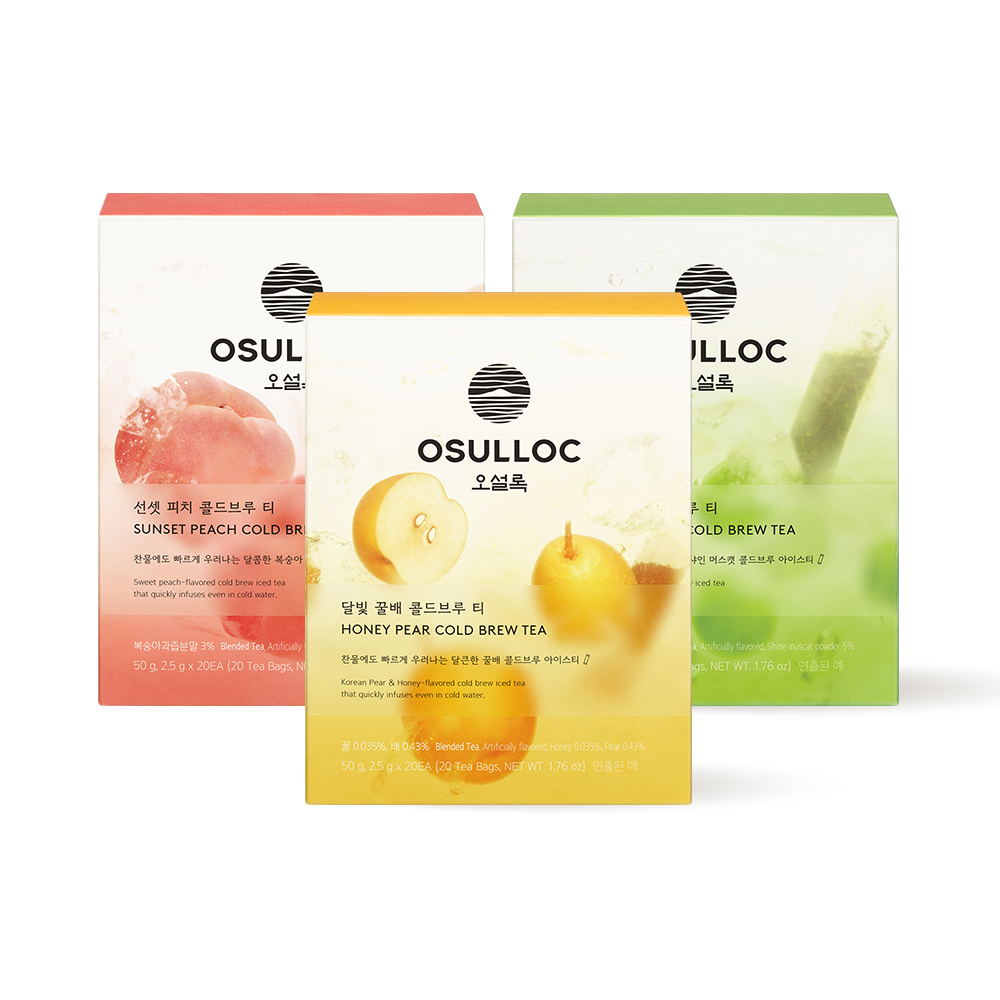 OSUL
오설
선셋 피치 콜드브루 티
SUNSET PEACH COLD
찬물에도 빠르게 우러나는 달콤한 복숭아
Sweet peach-flavored cold brew iced tea
that quickly infuses even in cold water.
복숭아과즙분말 3% Blended Tea, Artificially
50 g, 2.5 g x 20EA (20 Tea Bags,
OSULLOC
오설록
달빛 꿀배 콜드브루 티
HONEY PEAR COLD BREW TEA
찬물에도 빠르게 우러나는 달큰한 꿀배 콜드브루 아이스티
Korean Pear & Honey-flavored cold brew iced tea
that quickly infuses even in cold water.
꿀 0.035%, 배 0.43% Blended Tea, Artificially flavored, Honey 0.035%, Pear 0.43%
50 g, 2.5 g x 20EA (20 Tea Bags, NET WT. 1.76 oz) 연출된 예
ULLOC
오설록
티
COLD BREW TEA
머스캣 콜드브루 아이스티
iced tea
Artificially flavored, Shine muscat powder 5%
NET WT. 1.76 oz) 연출된 예